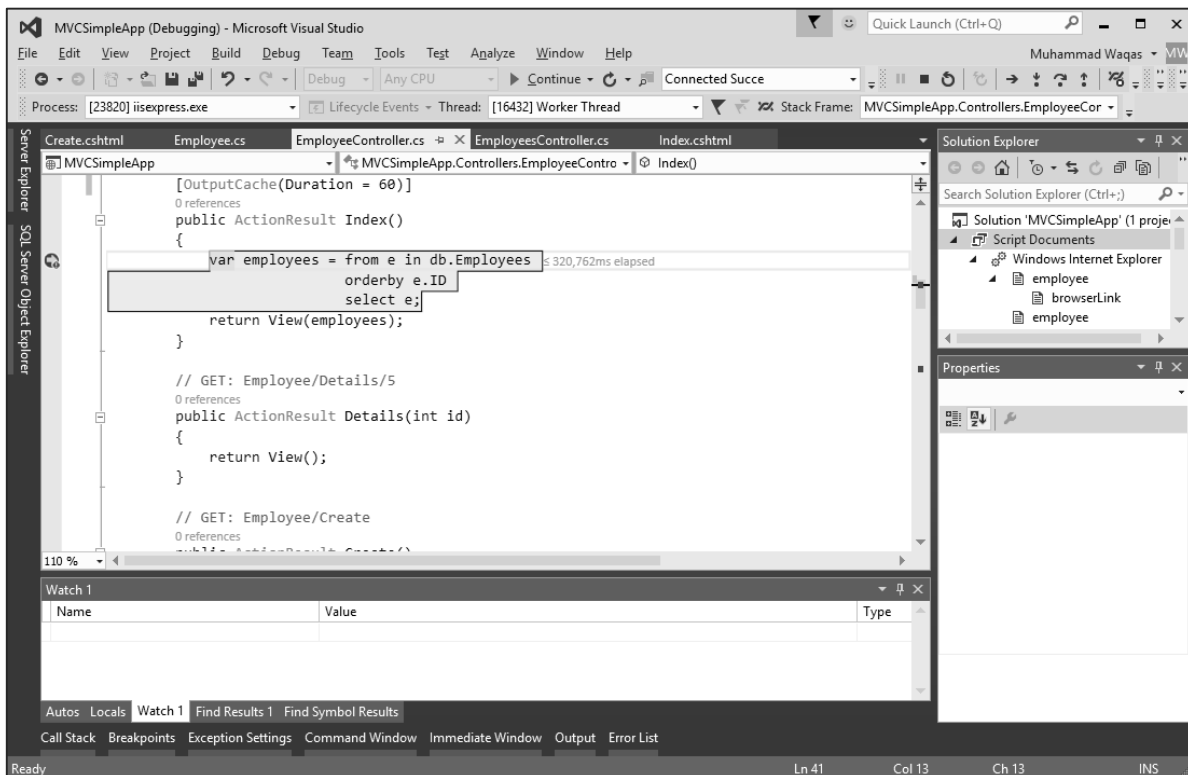 MVCSimpleApp (Debugging) - Microsoft Visual Studio
Quick Launch (Ctrl+Q)
File Edit View Project Build Debug Team Tools Test Analyze Window Help
Muhammad Waqas MW
Debug Any CPU Continue Connected Succe
Process: [23820] iisexpress.exe Lifecycle Events Thread: [16432] Worker Thread Stack Frame: MVCSimpleApp.Controllers.EmployeeCor
Server Explorer
SQL Server Object Explorer
Create.cshtml Employee.cs EmployeeController.cs EmployeesController.cs Index.cshtml
MVCSimpleApp MVCSimpleApp.Controllers.EmployeeContro Index()
[OutputCache(Duration = 60)]
0 references
public ActionResult Index()
{
var employees = from e in db.Employees ≤ 320,762ms elapsed
orderby e.ID
select e;
return View(employees);
}
// GET: Employee/Details/5
0 references
public ActionResult Details(int id)
{
return View();
}
// GET: Employee/Create
0 references
public ActionResult Create()
110 %
Solution Explorer
Search Solution Explorer (Ctrl+;)
Solution 'MVCSimpleApp' (1 proje
Script Documents
Windows Internet Explorer
employee
browserLink
employee
Properties
Watch 1
Name Value Type
Autos Locals Watch 1 Find Results 1 Find Symbol Results
Call Stack Breakpoints Exception Settings Command Window Immediate Window Output Error List
Ready Ln 41 Col 13 Ch 13 INS